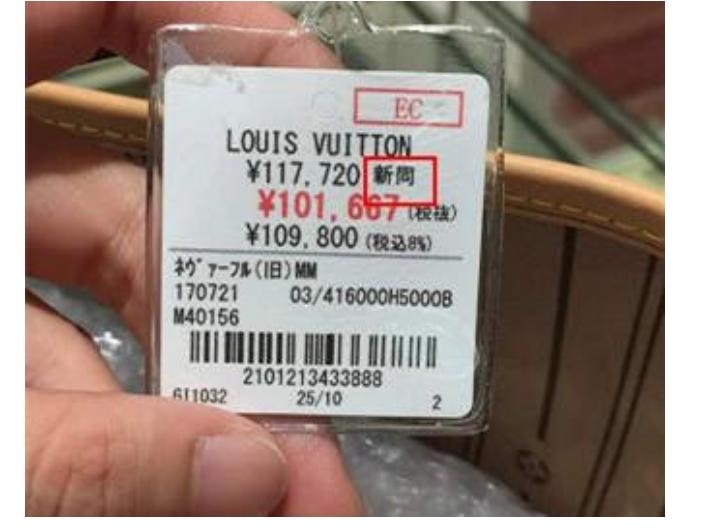 EC
LOUIS VUITTON
¥117,720 新同
¥101,667 (税抜)
¥109,800 (税込8%)
ネヴァーフル(旧)MM
170721 03/416000H5000B
M40156
2101213433888
6I1032 25/10 2